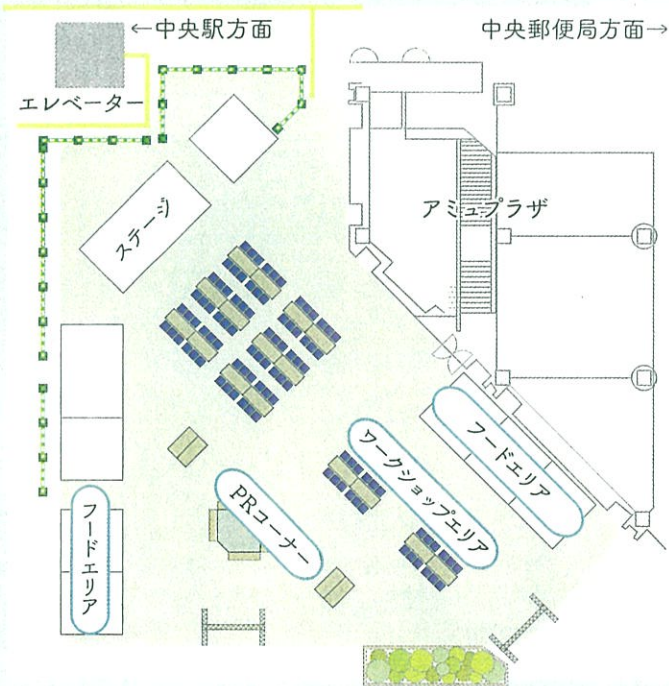 ←中央駅方面
中央郵便局方面→
エレベーター
アミュプラザ
ステージ
フードエリア
ワークショップエリア
PRコーナー
フードエリア